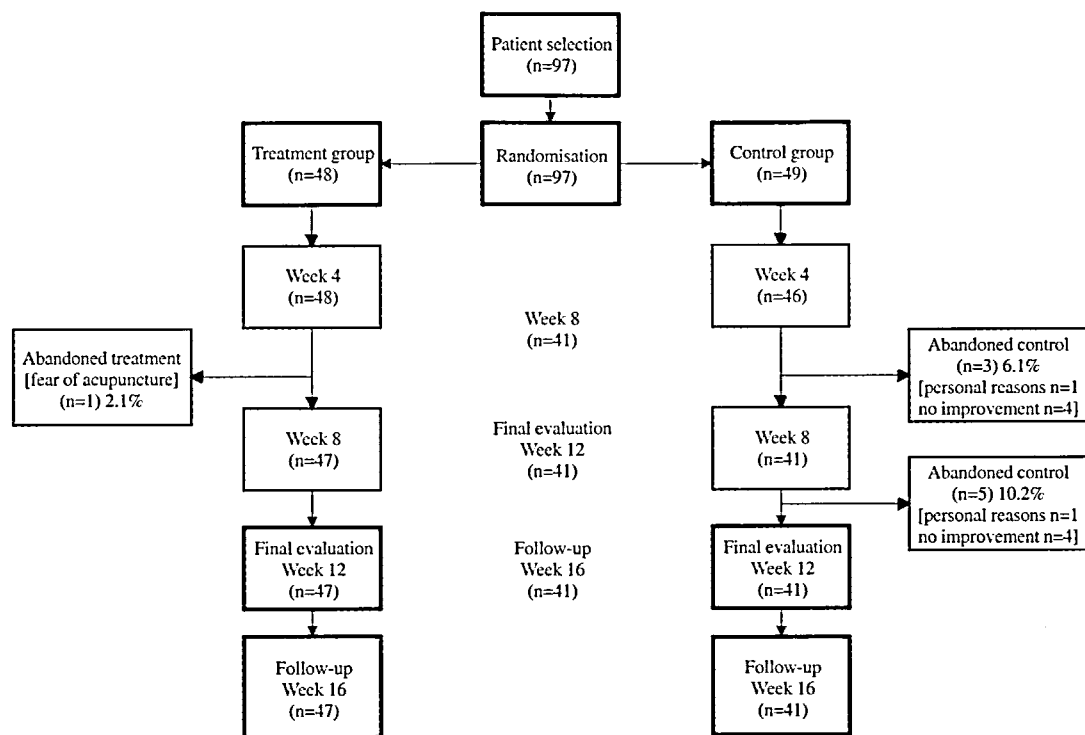 Patient selection
(n=97)
Treatment group
(n=48)
Randomisation
(n=97)
Control group
(n=49)
Week 4
(n=48)
Week 4
(n=46)
Week 8
(n=41)
Abandoned treatment
[fear of acupuncture]
(n=1) 2.1%
Abandoned control
(n=3) 6.1%
[personal reasons n=1
no improvement n=4]
Week 8
(n=47)
Final evaluation
Week 12
(n=41)
Week 8
(n=41)
Abandoned control
(n=5) 10.2%
[personal reasons n=1
no improvement n=4]
Final evaluation
Week 12
(n=47)
Follow-up
Week 16
(n=41)
Final evaluation
Week 12
(n=41)
Follow-up
Week 16
(n=47)
Follow-up
Week 16
(n=41)